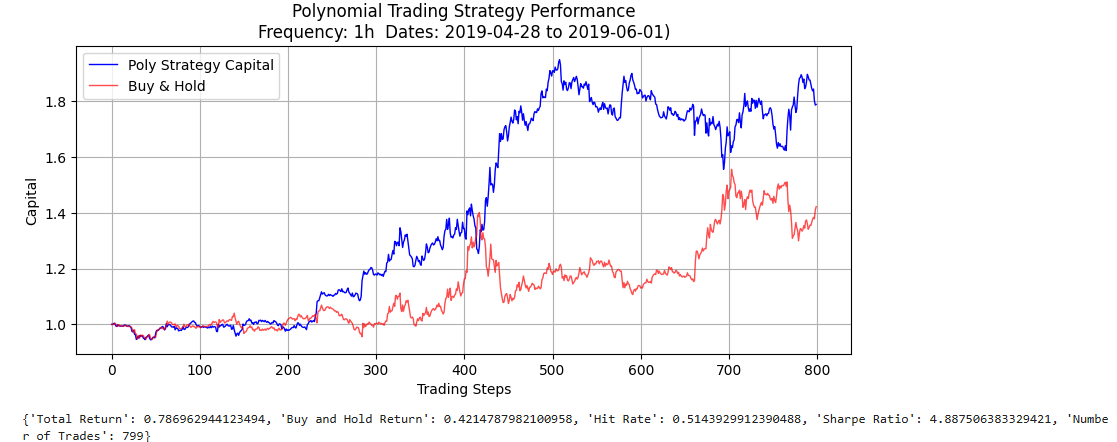 Polynomial Trading Strategy Performance
Frequency: 1h  Dates: 2019-04-28 to 2019-06-01)
Poly Strategy Capital
Buy & Hold
Capital
1.8
1.6
1.4
1.2
1.0
0 100 200 300 400 500 600 700 800
Trading Steps
{'Total Return': 0.786962944123494, 'Buy and Hold Return': 0.4214787982100958, 'Hit Rate': 0.5143929912390488, 'Sharpe Ratio': 4.887506383329421, 'Numbe
r of Trades': 799}